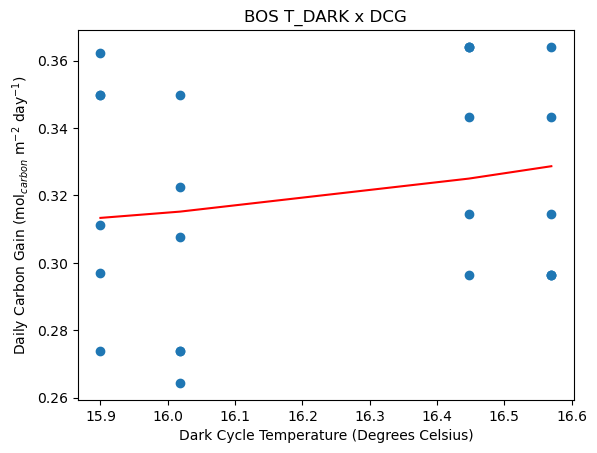 BOS T_DARK x DCG
Daily Carbon Gain (mol$_{carbon}$ m$^{-2}$ day$^{-1}$)
0.36
0.34
0.32
0.30
0.28
0.26
15.9 16.0 16.1 16.2 16.3 16.4 16.5 16.6
Dark Cycle Temperature (Degrees Celsius)